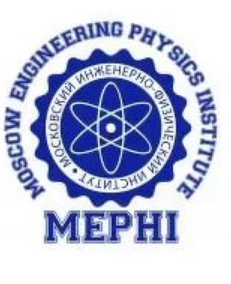 MOSCOW ENGINEERING PHYSICS INSTITUTE
МОСКОВСКИЙ ИНЖЕНЕРНО-ФИЗИЧЕСКИЙ ИНСТИТУТ •
MEPHI